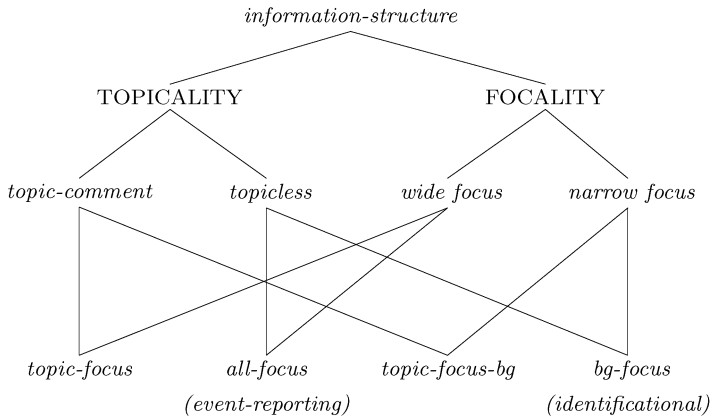 information-structure
TOPICALITY FOCALITY
topic-comment topicless wide focus narrow focus
topic-focus all-focus topic-focus-bg bg-focus
(event-reporting) (identificational)